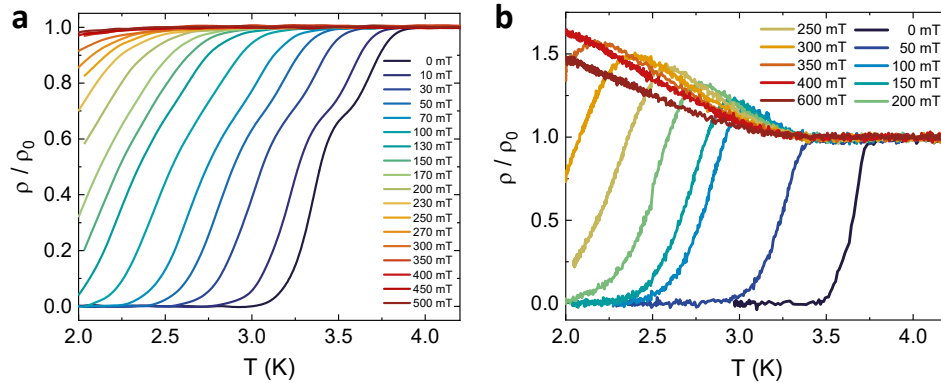 a
ρ / ρ0
1.0
0.8
0.6
0.4
0.2
0.0
2.0 2.5 3.0 3.5 4.0
T (K)
0 mT
10 mT
30 mT
50 mT
70 mT
100 mT
130 mT
150 mT
170 mT
200 mT
230 mT
250 mT
270 mT
300 mT
350 mT
400 mT
450 mT
500 mT
b
ρ / ρ0
1.5
1.0
0.5
0.0
2.0 2.5 3.0 3.5 4.0
T (K)
250 mT 0 mT
300 mT 50 mT
350 mT 100 mT
400 mT 150 mT
600 mT 200 mT